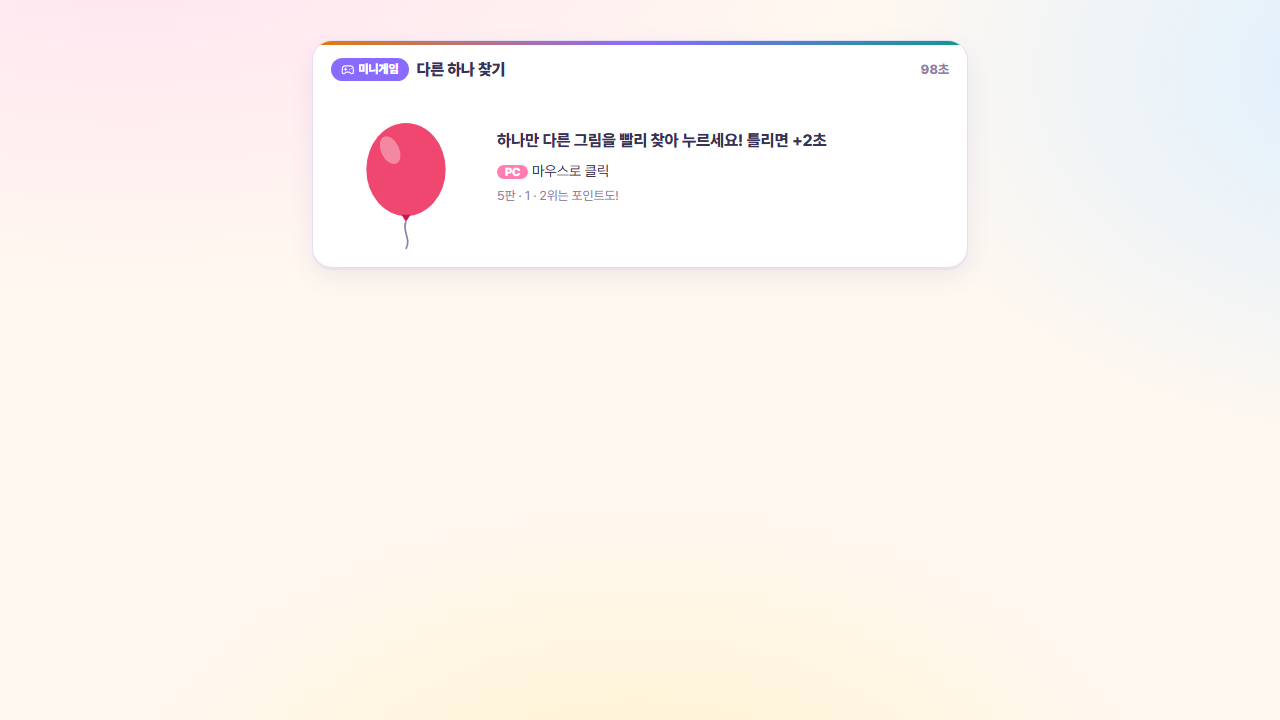 미니게임 다른 하나 찾기 98초
하나만 다른 그림을 빨리 찾아 누르세요! 틀리면 +2초
PC 마우스로 클릭
5판 · 1 · 2위는 포인트도!